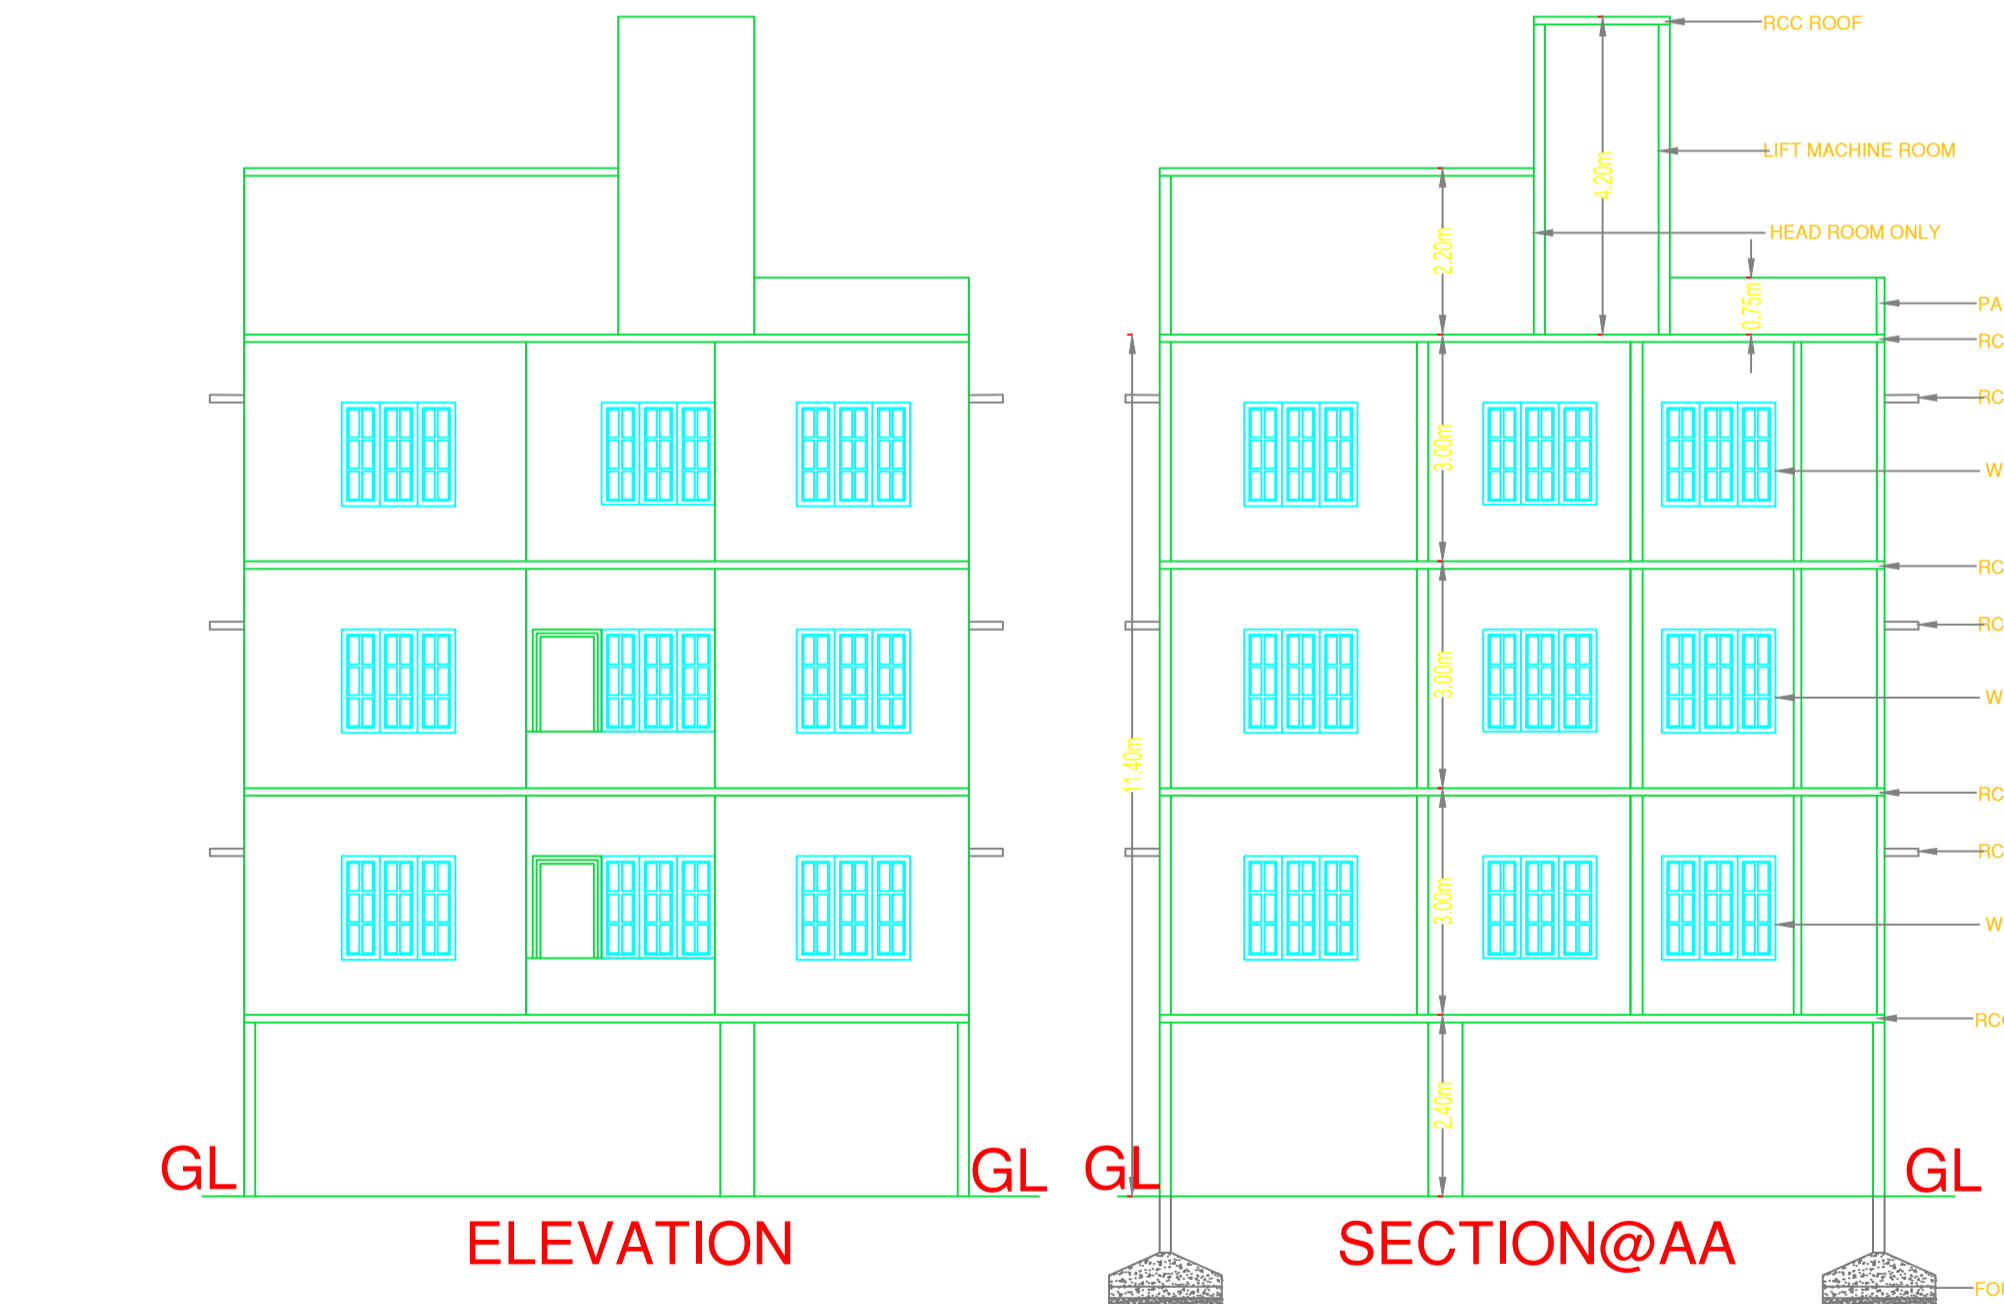 RCC ROOF
LIFT MACHINE ROOM
4.20m
HEAD ROOM ONLY
2.20m
0.75m
PA
RC
RC
3.00m
W
RC
RC
3.00m
W
11.40m
RC
RC
3.00m
W
RC
2.40m
GL
GL
GL
GL
ELEVATION
SECTION@AA
FO